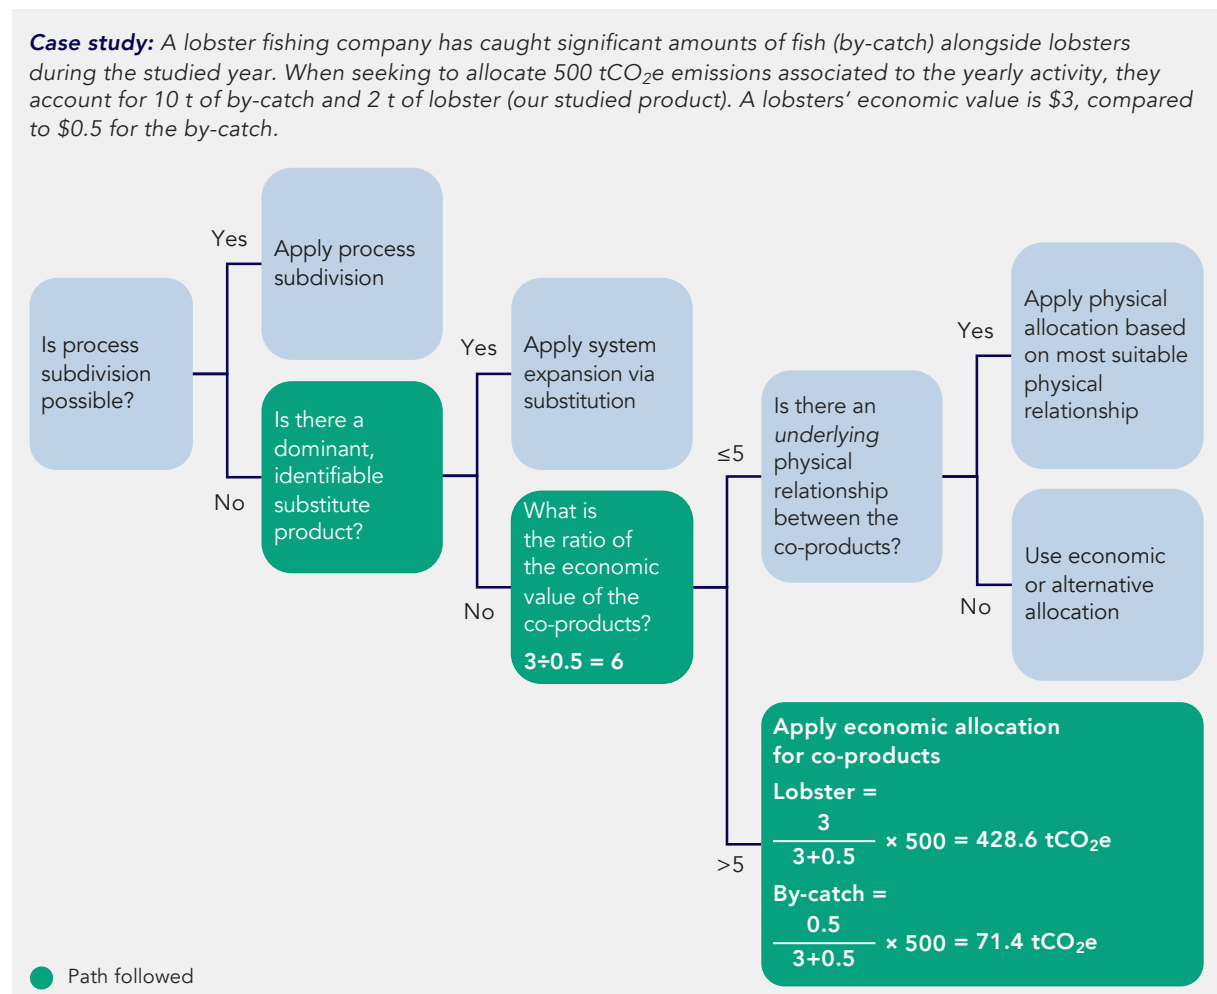 Case study: A lobster fishing company has caught significant amounts of fish (by-catch) alongside lobsters
during the studied year. When seeking to allocate 500 tCO₂e emissions associated to the yearly activity, they
account for 10 t of by-catch and 2 t of lobster (our studied product). A lobsters’ economic value is $3, compared
to $0.5 for the by-catch.
Is process
subdivision
possible?
Yes
Apply process
subdivision
No
Is there a
dominant,
identifiable
substitute
product?
Yes
Apply system
expansion via
substitution
No
What is
the ratio of
the economic
value of the
co-products?
3÷0.5 = 6
≤5
Is there an
underlying
physical
relationship
between the
co-products?
Yes
Apply physical
allocation based
on most suitable
physical
relationship
No
Use economic
or alternative
allocation
>5
Apply economic allocation
for co-products
Lobster =
3
3+0.5
× 500 = 428.6 tCO₂e
By-catch =
0.5
3+0.5
× 500 = 71.4 tCO₂e
Path followed